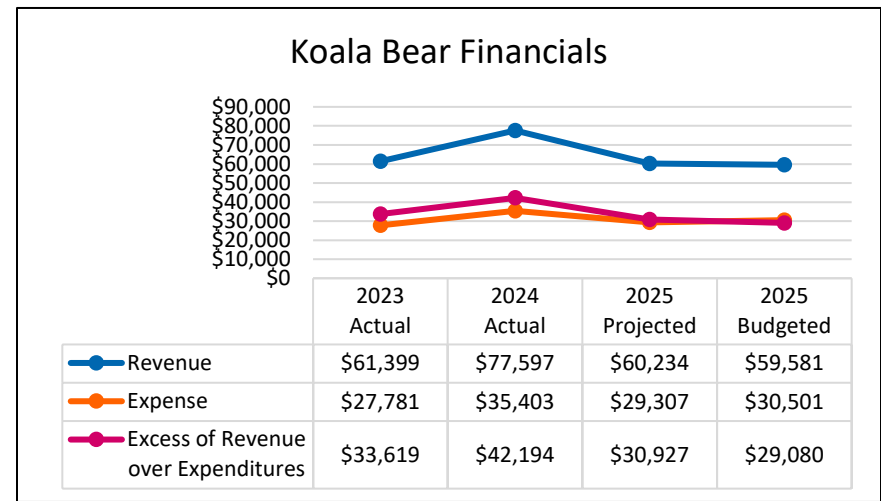 Koala Bear Financials
$90,000
$80,000
$70,000
$60,000
$50,000
$40,000
$30,000
$20,000
$10,000
$0
2023 Actual 2024 Actual 2025 Projected 2025 Budgeted
Revenue $61,399 $77,597 $60,234 $59,581
Expense $27,781 $35,403 $29,307 $30,501
Excess of Revenue
over Expenditures $33,619 $42,194 $30,927 $29,080